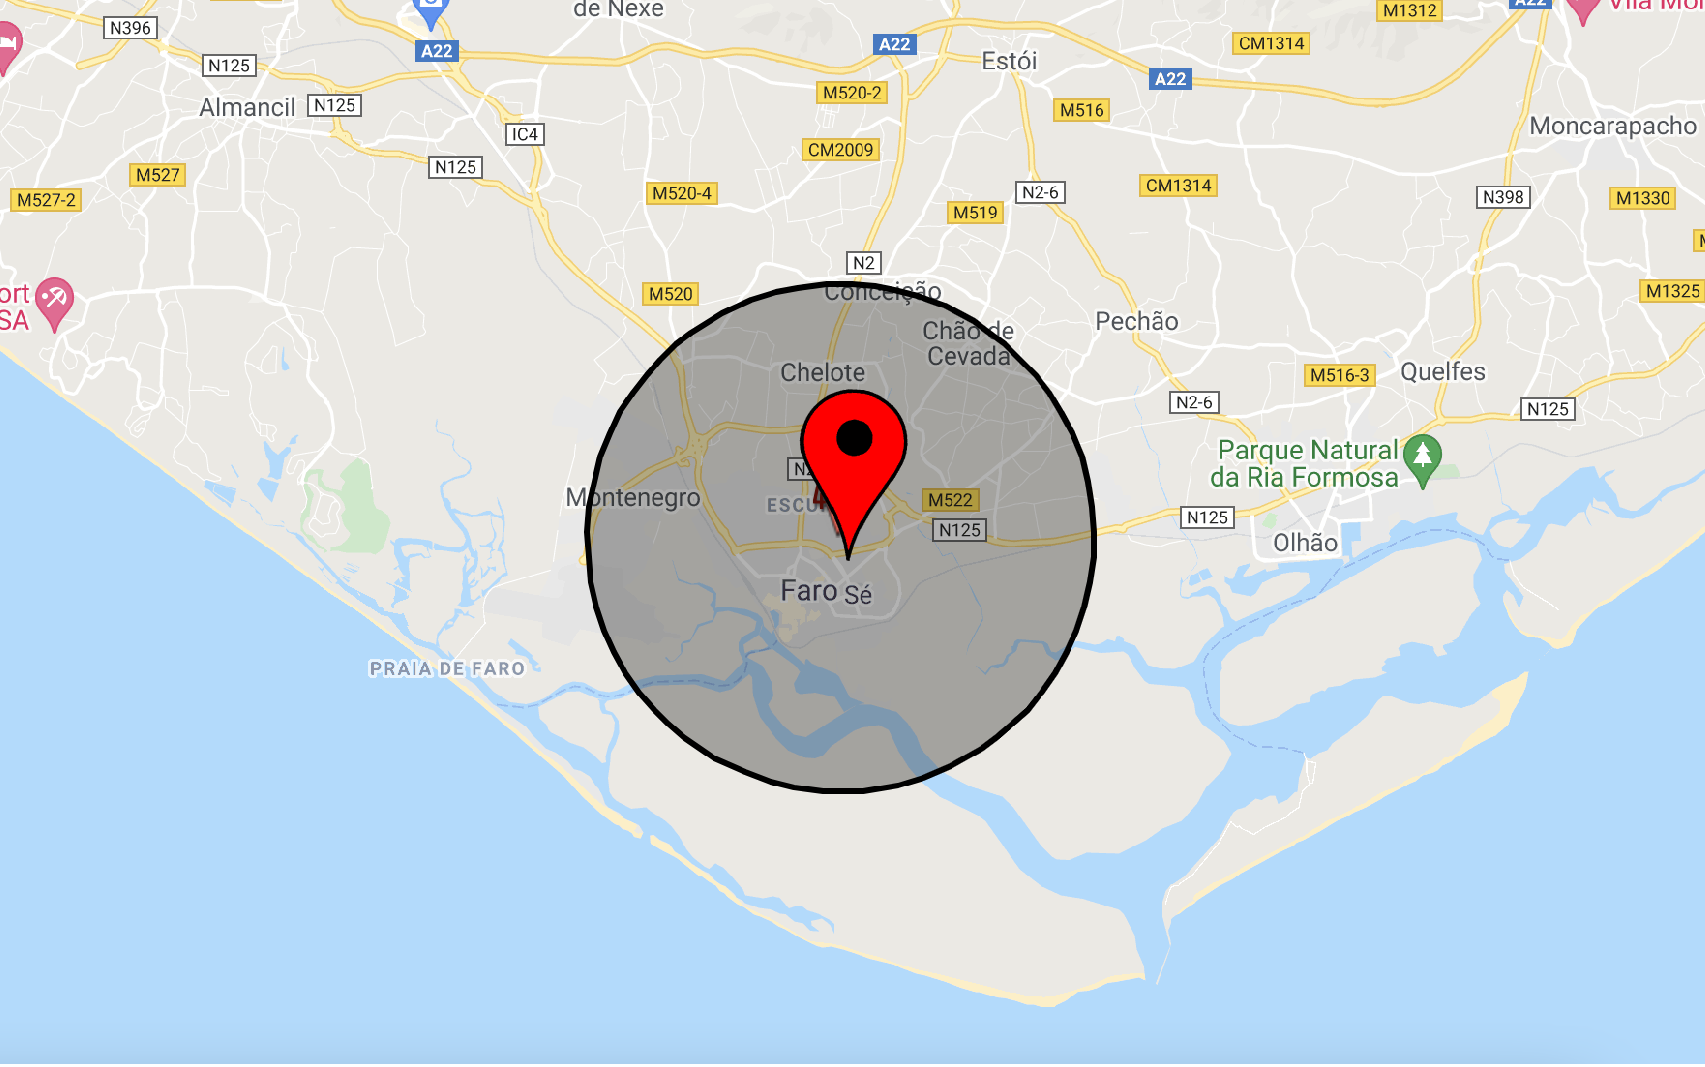 de Nexe
A22
Vila Mo
M1312
N396
A22
A22
CM1314
Estói
N125
A22
M520-2
Almancil
N125
M516
Moncarapacho
IC4
CM2009
N125
M527
M520-4
N2-6
CM1314
M527-2
N398
M1330
M519
N2
M520
Conceição
M1325
ort
SA
Chão de
Cevada
Pechão
Chelote
M516-3
Quelfes
N2-6
N125
Parque Natural
da Ria Formosa
Montenegro
ESCU
M522
N125
N125
Olhão
Faro
Sé
PRAIA DE FARO